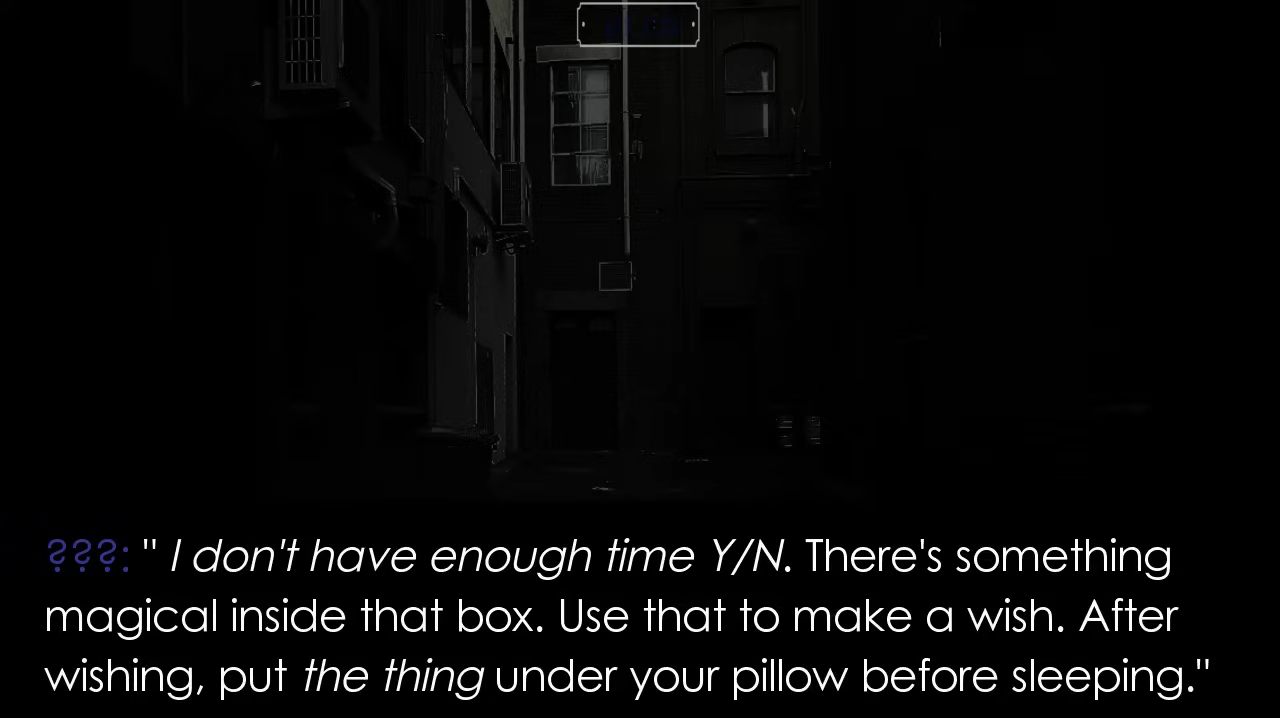 ???: " I don't have enough time Y/N. There's something
magical inside that box. Use that to make a wish. After
wishing, put the thing under your pillow before sleeping."